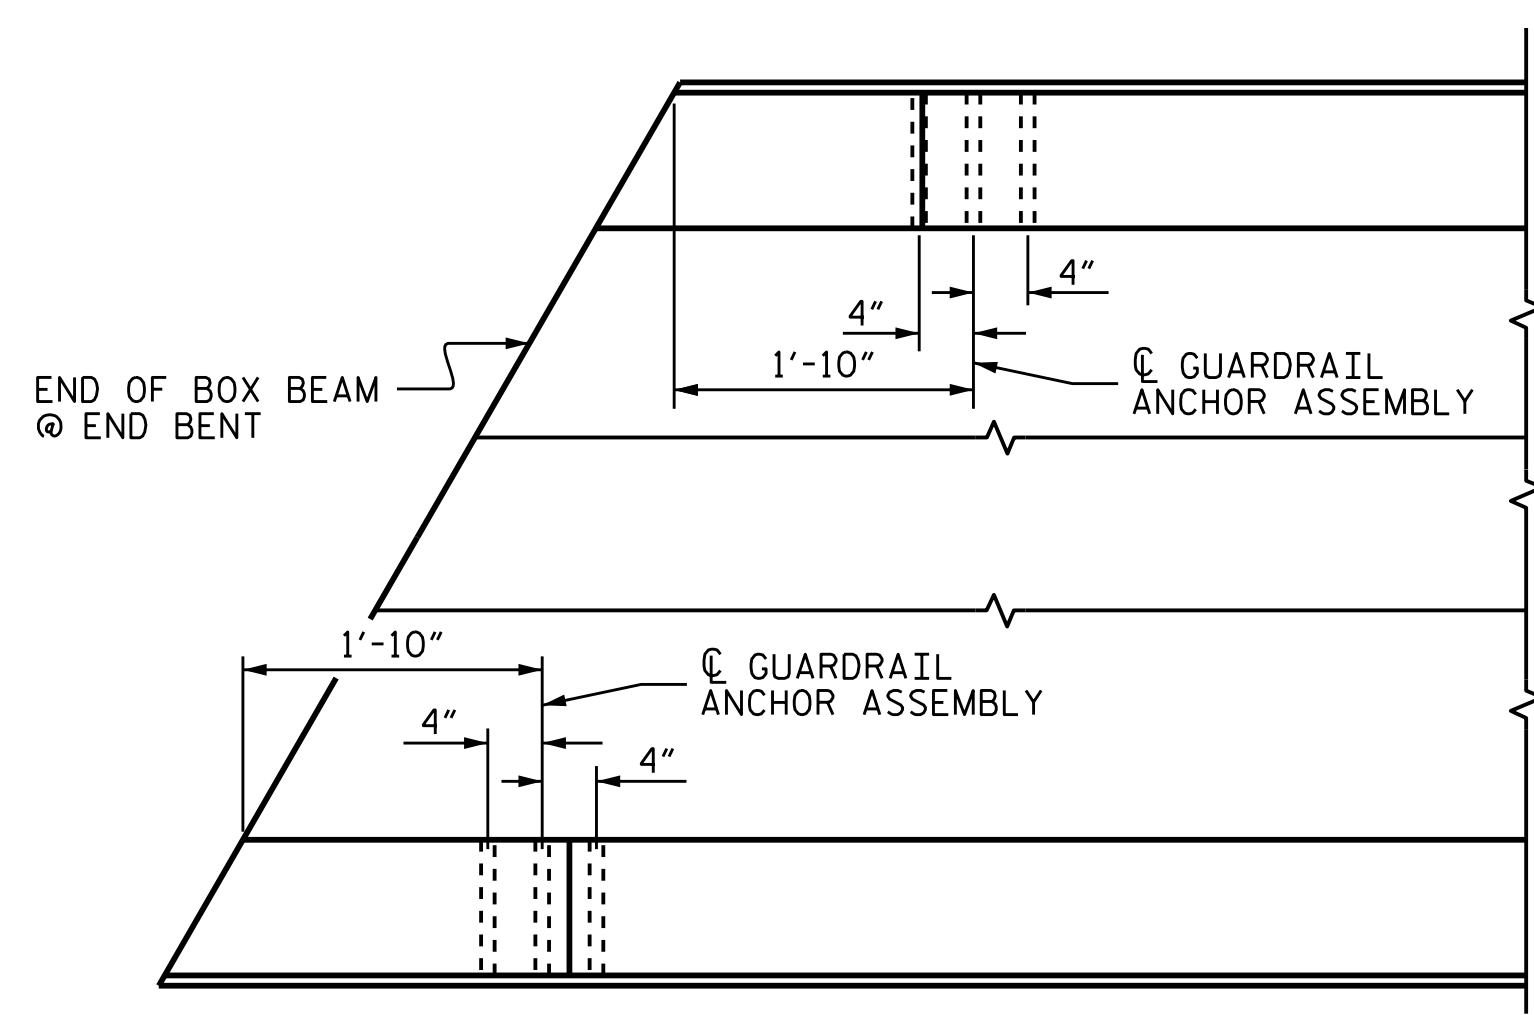 4"
4"
1'-10"
℄ GUARDRAIL
ANCHOR ASSEMBLY
END OF BOX BEAM
@ END BENT
1'-10"
℄ GUARDRAIL
ANCHOR ASSEMBLY
4"
4"